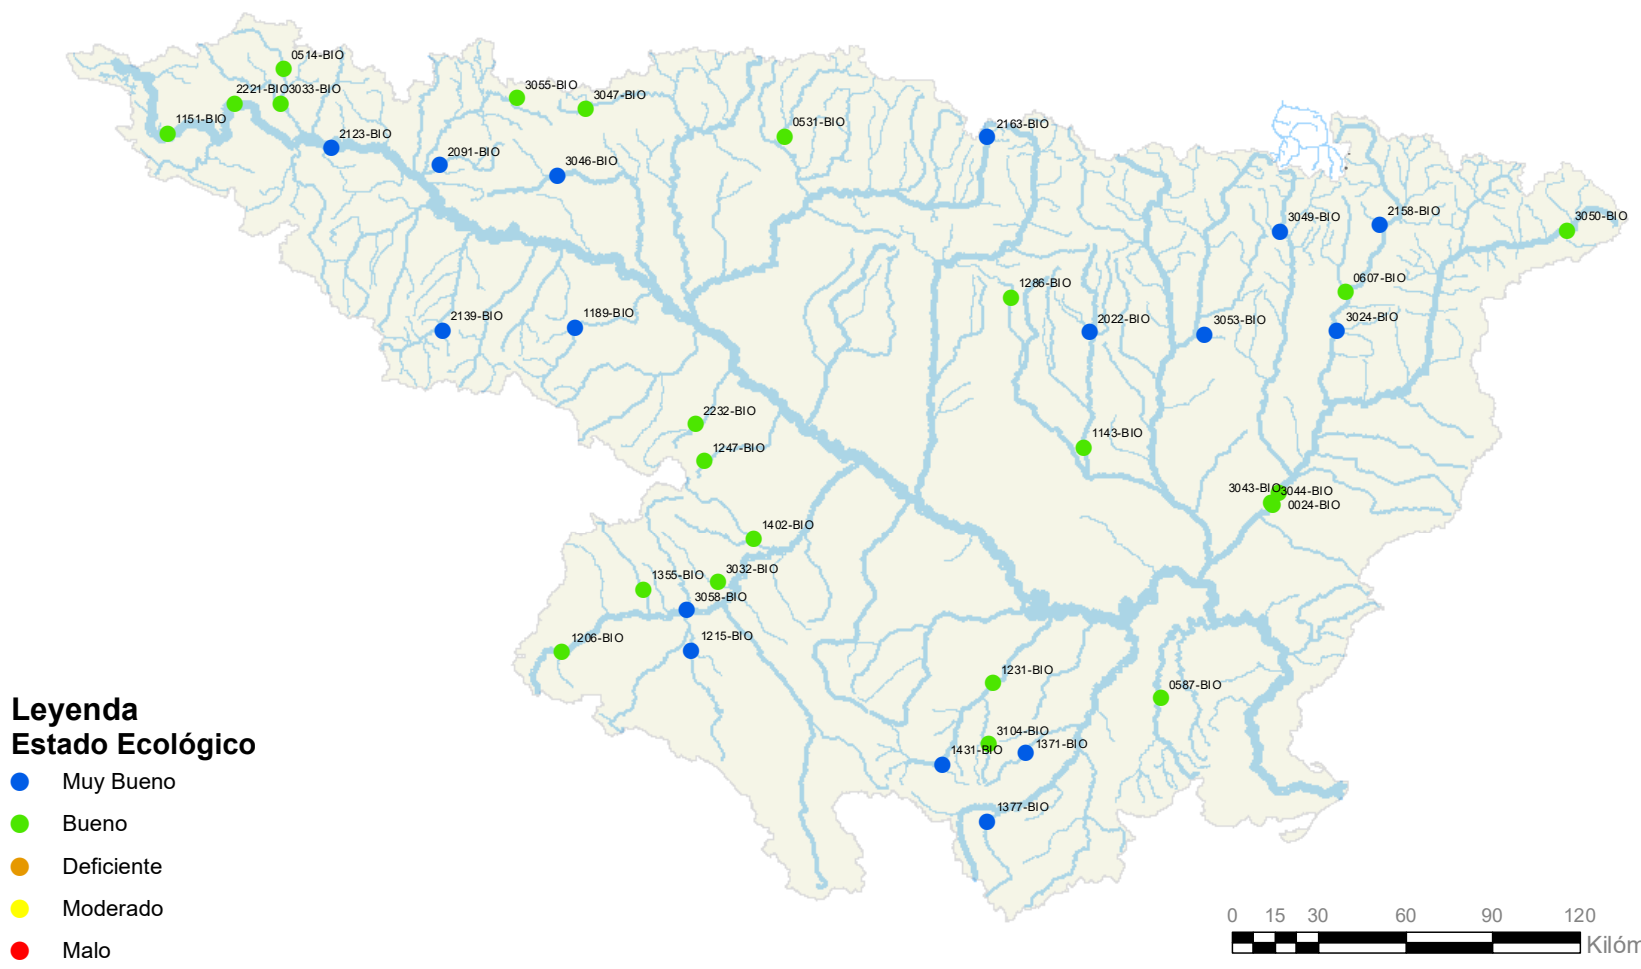 0514-BIO
3055-BIO
2221-BIO
3033-BIO
3047-BIO
1151-BIO
0531-BIO
2163-BIO
2123-BIO
2091-BIO
3046-BIO
3049-BIO
2158-BIO
3050-BIO
1286-BIO
0607-BIO
2139-BIO
1189-BIO
2022-BIO
3053-BIO
3024-BIO
2232-BIO
1143-BIO
1247-BIO
3043-BIO
3044-BIO
0024-BIO
1402-BIO
1355-BIO
3032-BIO
3058-BIO
1206-BIO
1215-BIO
1231-BIO
0587-BIO
3104-BIO
1431-BIO
1371-BIO
1377-BIO
Leyenda
Estado Ecológico
Muy Bueno
Bueno
Deficiente
Moderado
Malo
0 15 30 60 90 120
Kilóm